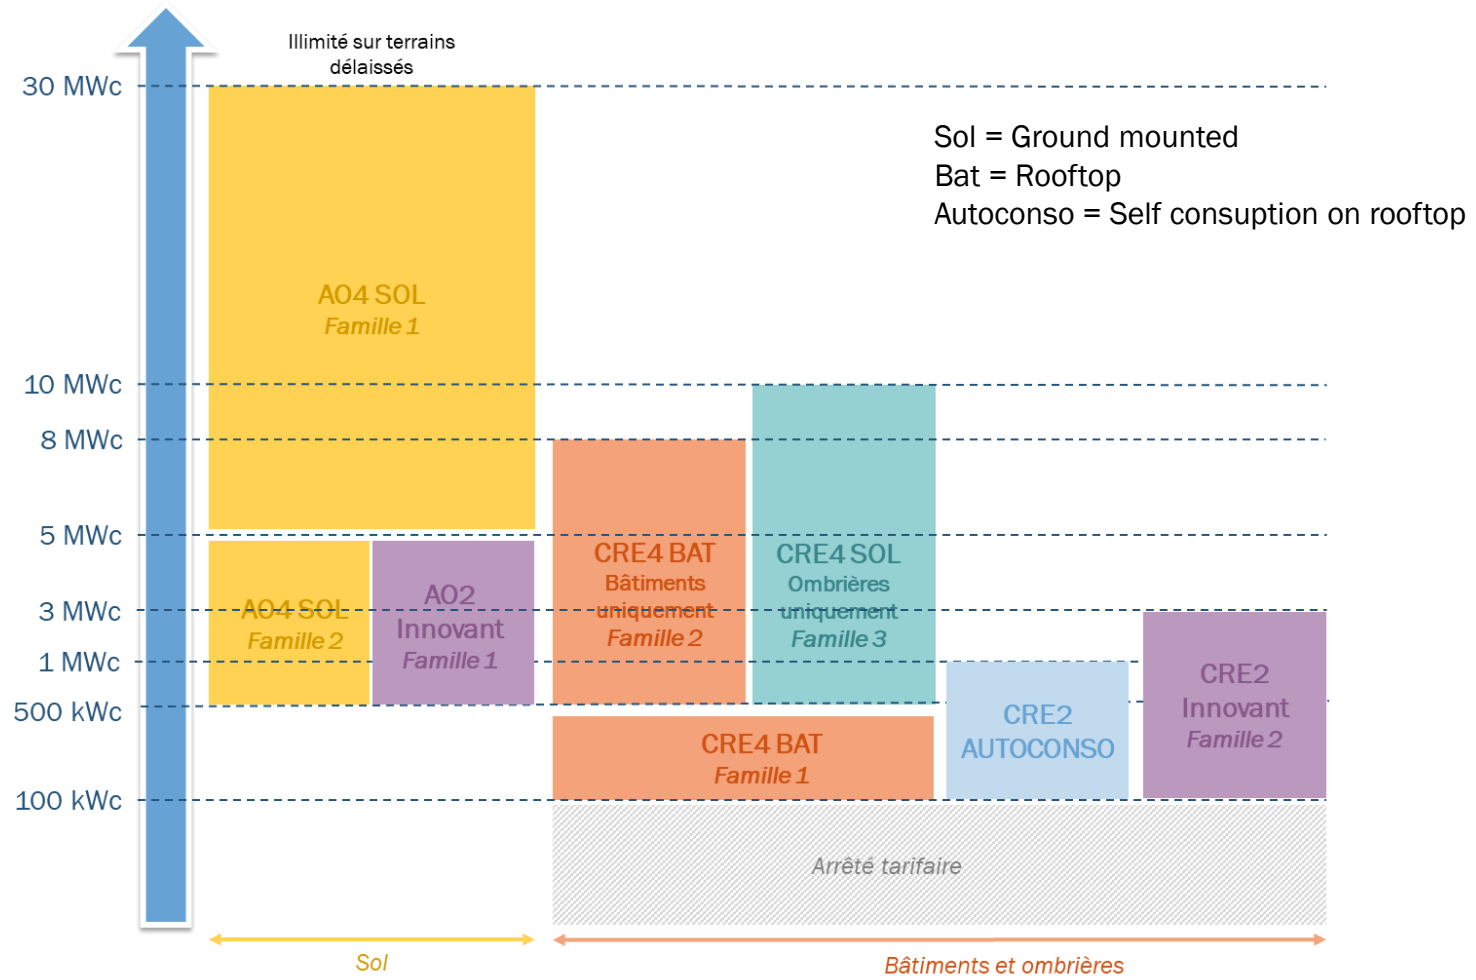 Illimité sur terrains
délaissés
30 MWc
Sol = Ground mounted
Bat = Rooftop
Autoconso = Self consuption on rooftop
AO4 SOL
Famille 1
10 MWc
8 MWc
5 MWc
3 MWc
1 MWc
500 kWc
100 kWc
AO4 SOL
Famille 2
AO2
Innovant
Famille 1
CRE4 BAT
Bâtiments
uniquement
Famille 2
CRE4 SOL
Ombrières
uniquement
Famille 3
CRE4 BAT
Famille 1
CRE2
AUTOCONSO
CRE2
Innovant
Famille 2
Arrêté tarifaire
Sol
Bâtiments et ombrières